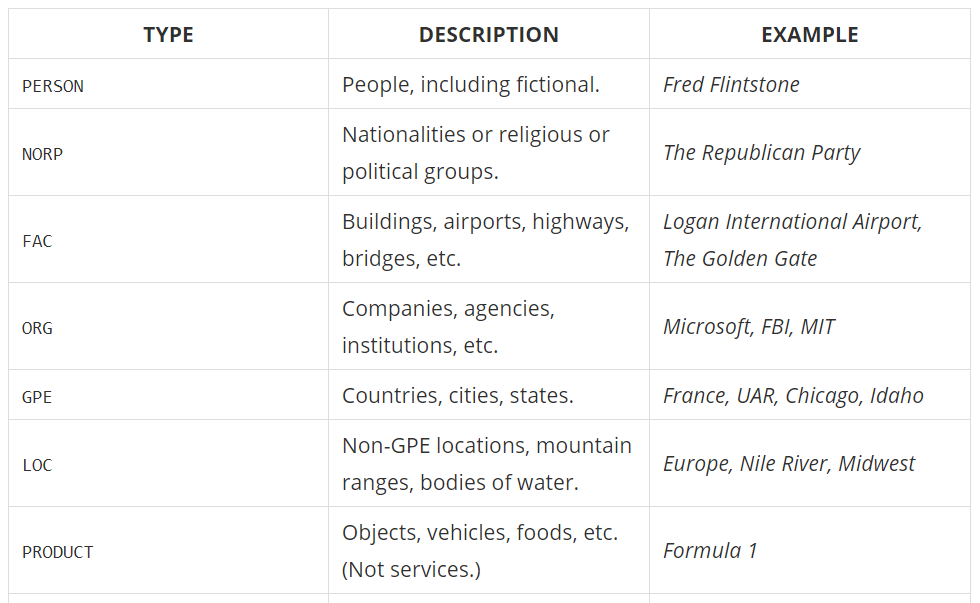 TYPE DESCRIPTION EXAMPLE
PERSON People, including fictional. Fred Flintstone
NORP Nationalities or religious or political groups. The Republican Party
FAC Buildings, airports, highways, bridges, etc. Logan International Airport, The Golden Gate
ORG Companies, agencies, institutions, etc. Microsoft, FBI, MIT
GPE Countries, cities, states. France, UAR, Chicago, Idaho
LOC Non-GPE locations, mountain ranges, bodies of water. Europe, Nile River, Midwest
PRODUCT Objects, vehicles, foods, etc. (Not services.) Formula 1